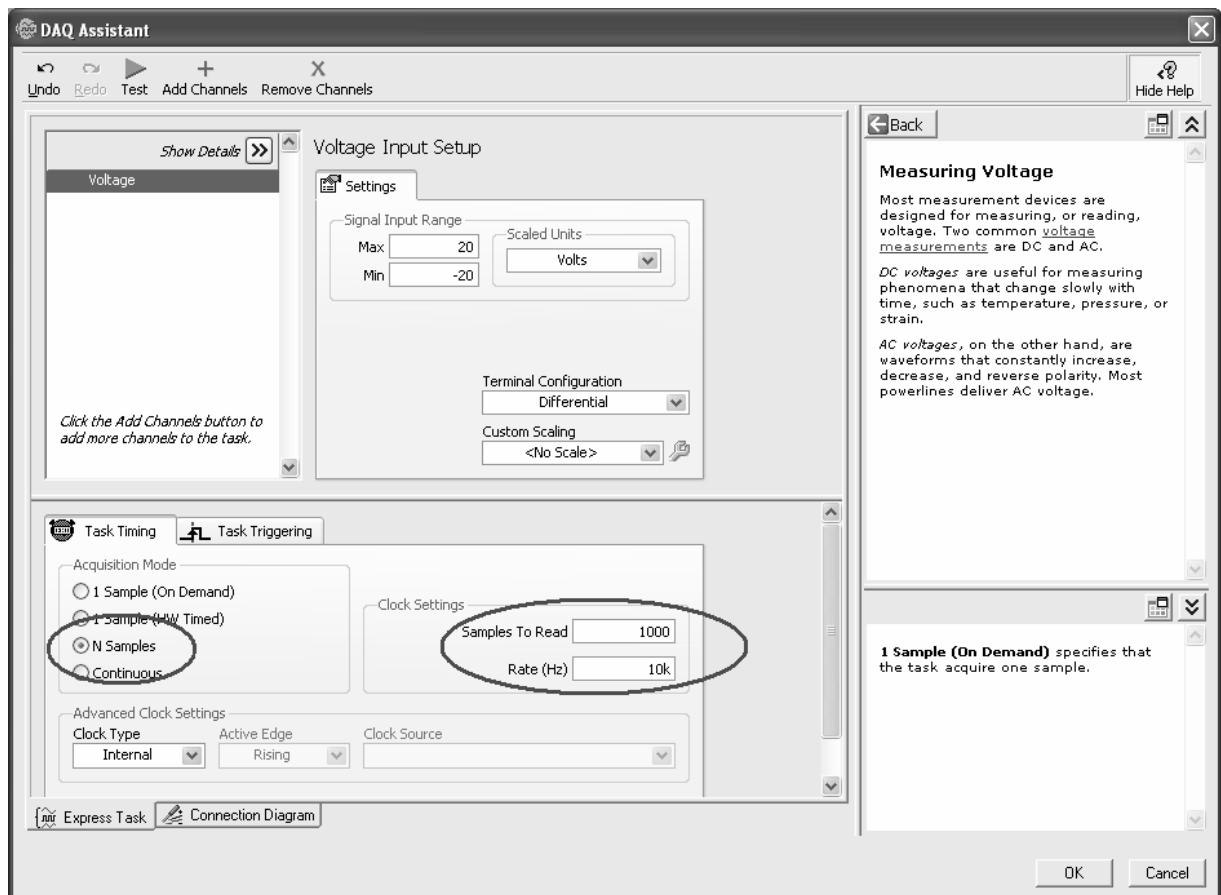 DAQ Assistant
Undo Redo Test Add Channels Remove Channels
Hide Help
Show Details
Voltage
Click the Add Channels button to
add more channels to the task.
Voltage Input Setup
Settings
Signal Input Range
Max 20
Min -20
Scaled Units
Volts
Terminal Configuration
Differential
Custom Scaling
<No Scale>
Task Timing
Task Triggering
Acquisition Mode
1 Sample (On Demand)
1 Sample (HW Timed)
N Samples
Continuous
Clock Settings
Samples To Read 1000
Rate (Hz) 10k
Advanced Clock Settings
Clock Type
Internal
Active Edge
Rising
Clock Source
Express Task
Connection Diagram
Back
Measuring Voltage
Most measurement devices are
designed for measuring, or reading,
voltage. Two common voltage
measurements are DC and AC.
DC voltages are useful for measuring
phenomena that change slowly with
time, such as temperature, pressure, or
strain.
AC voltages, on the other hand, are
waveforms that constantly increase,
decrease, and reverse polarity. Most
powerlines deliver AC voltage.
1 Sample (On Demand) specifies that
the task acquire one sample.
OK
Cancel